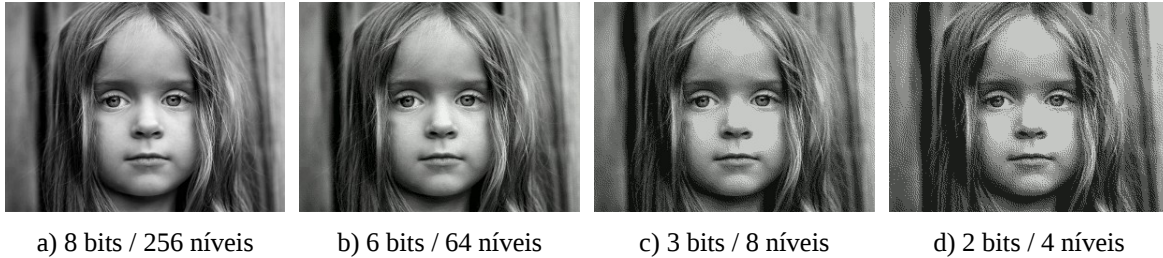 a) 8 bits / 256 níveis
b) 6 bits / 64 níveis
c) 3 bits / 8 níveis
d) 2 bits / 4 níveis